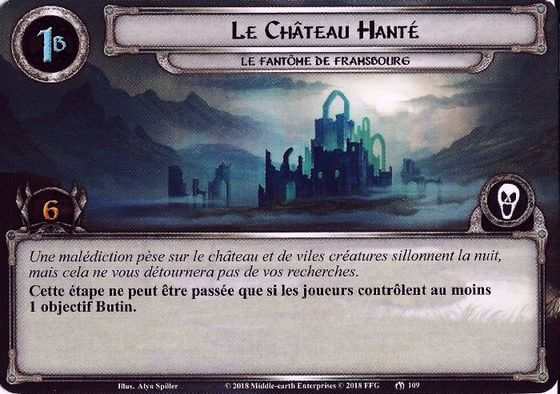 1B
LE CHÂTEAU HANTÉ
LE FANTÔME DE FRAMSBOURG
6
Une malédiction pèse sur le château et de viles créatures sillonnent la nuit,
mais cela ne vous détournera pas de vos recherches.
Cette étape ne peut être passée que si les joueurs contrôlent au moins
1 objectif Butin.
Illus. Alyn Spiller © 2018 Middle-earth Enterprises © 2018 FFG 109